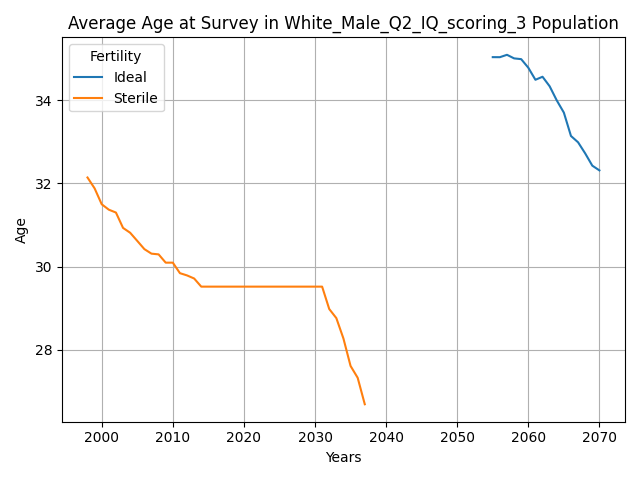 Average Age at Survey in White_Male_Q2_IQ_scoring_3 Population
Fertility
Ideal
Sterile
34
32
30
28
Age
2000 2010 2020 2030 2040 2050 2060 2070
Years